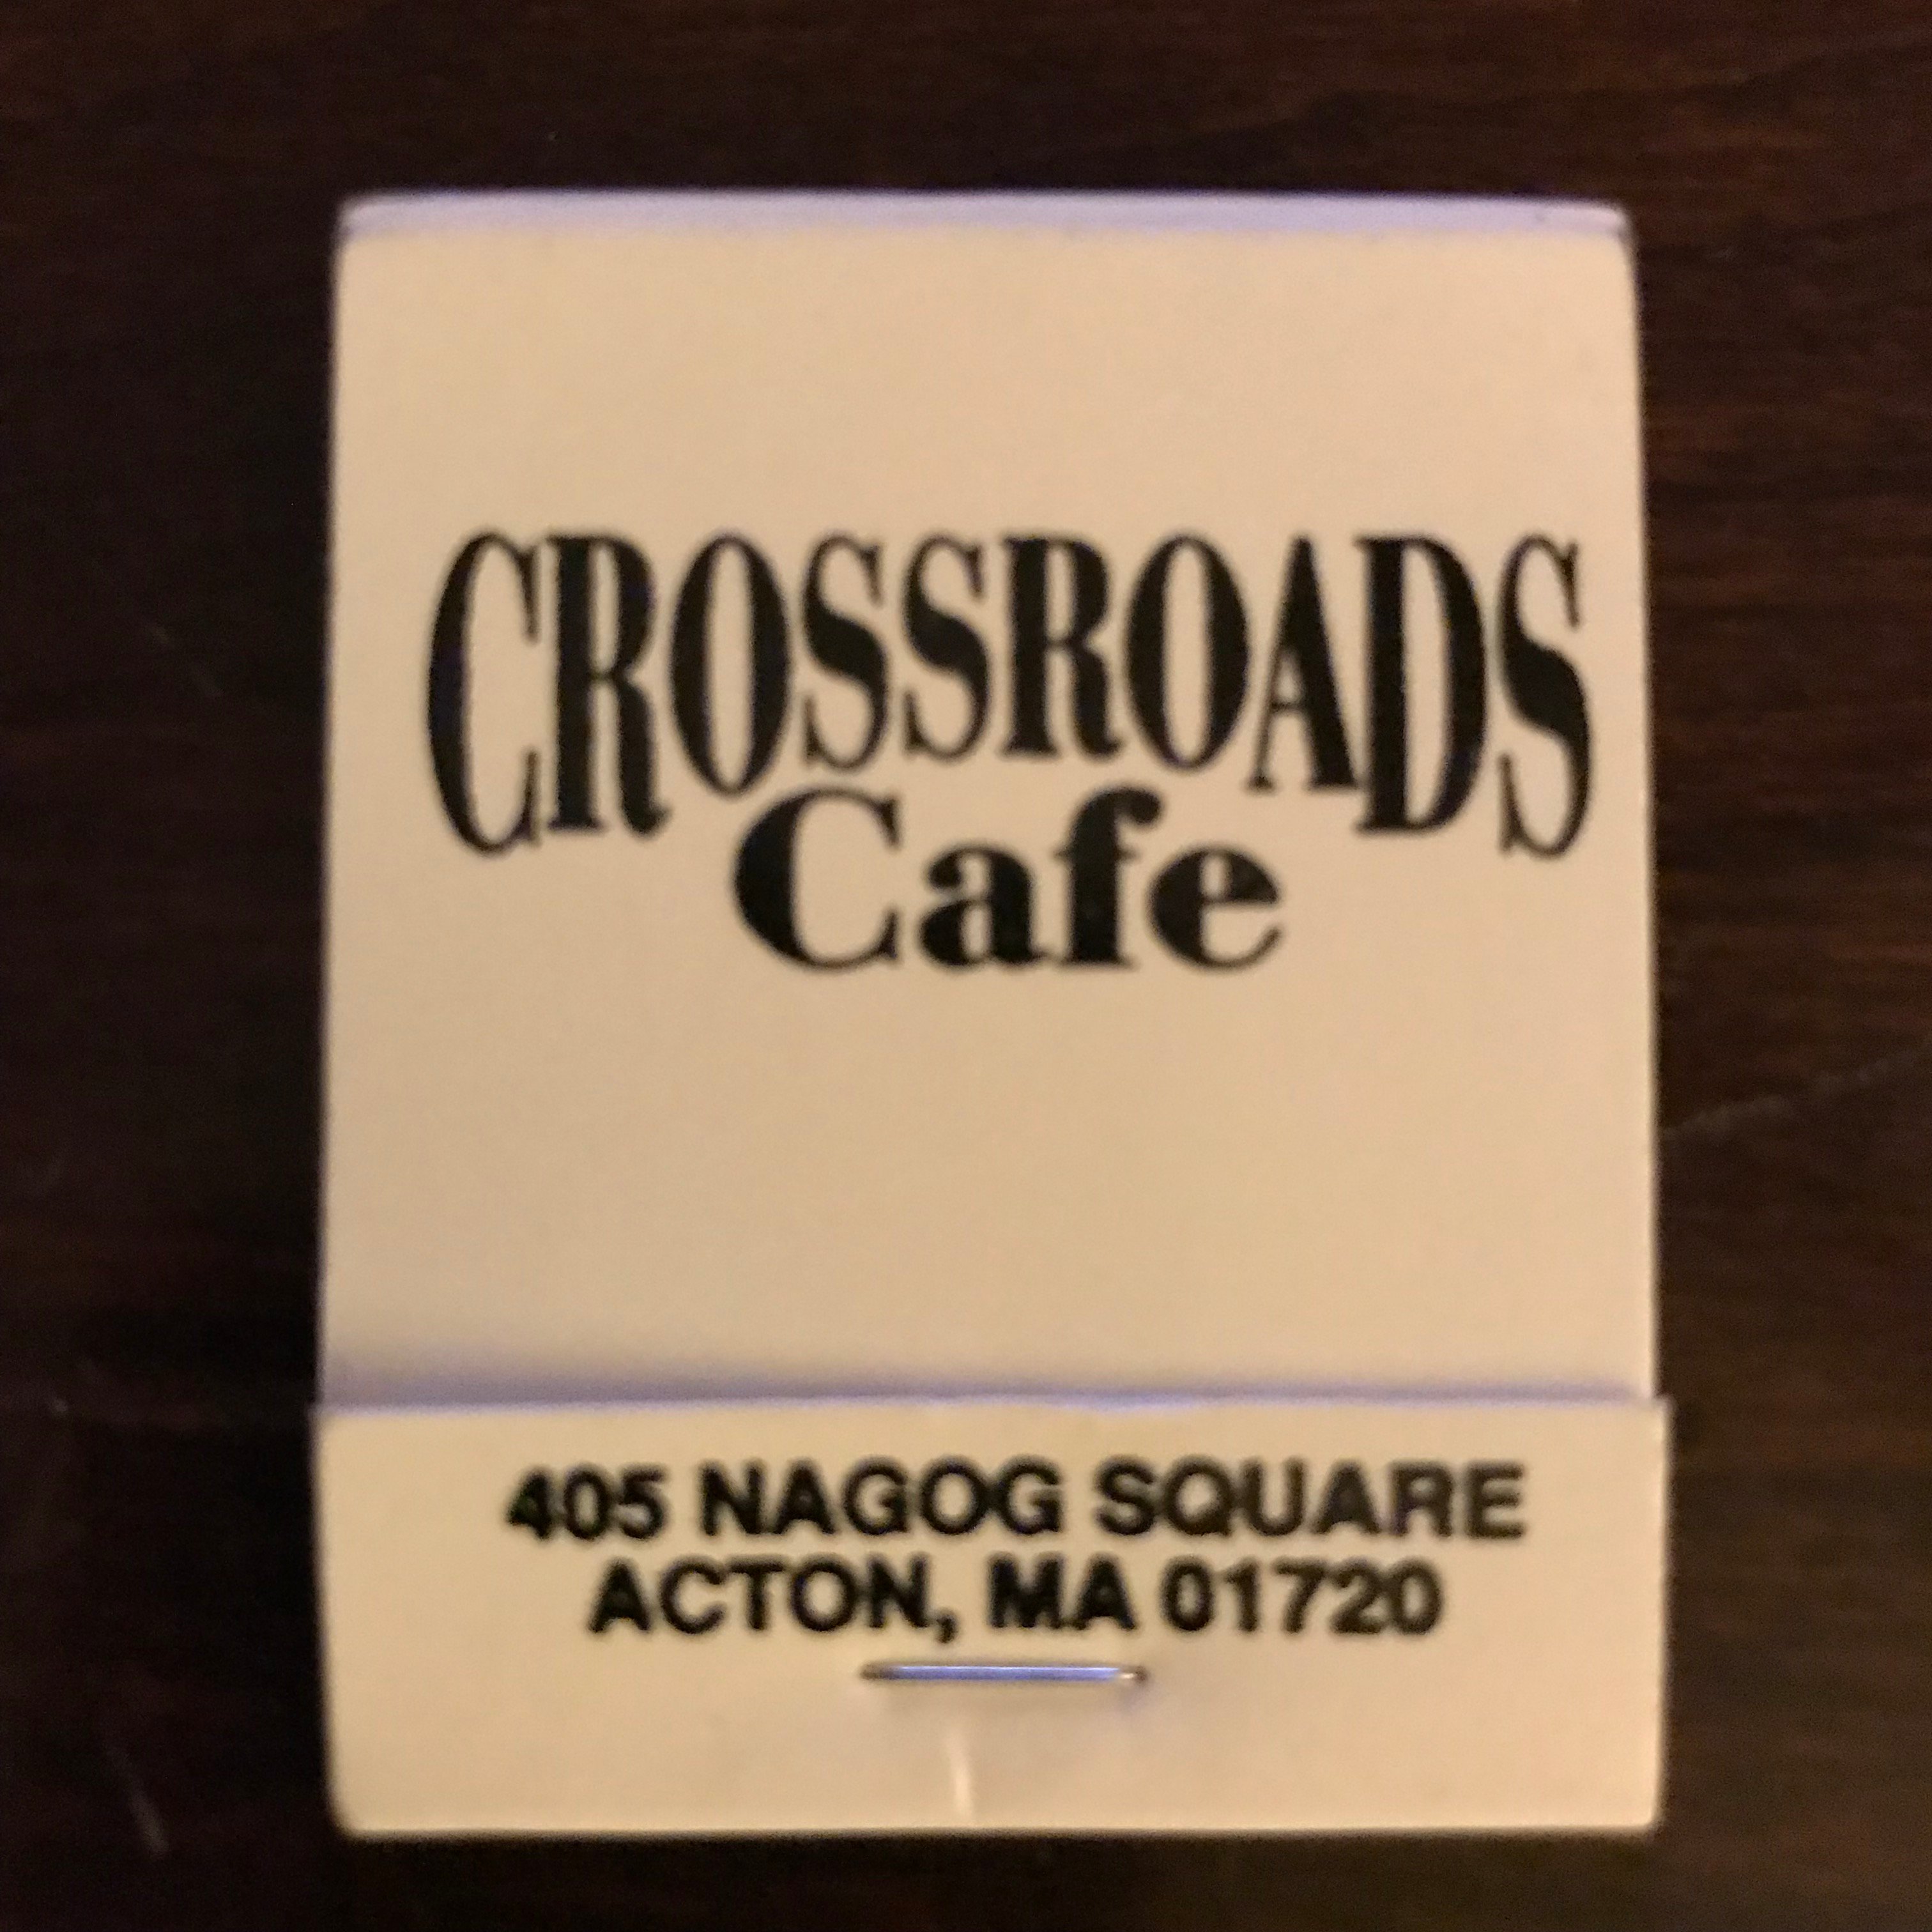 CROSSROADS
Cafe
405 NAGOG SQUARE
ACTON, MA 01720